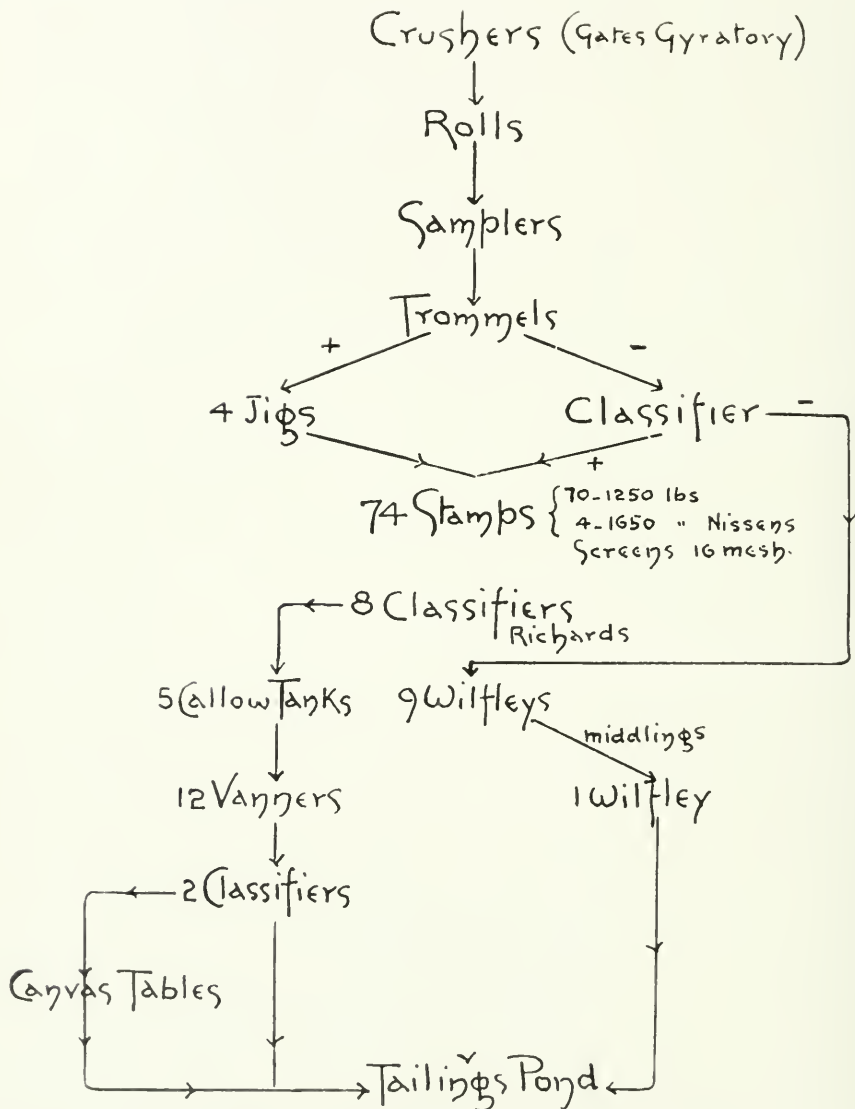 Crushers (Gates Gyratory)
Rolls
Samplers
Trommels
+ -
4 Jigs Classifier -
+
74 Stamps { 70-1250 lbs
4-1650 " Nissens
Screens 16 mesh.
8 Classifiers
Richards
5 Callow Tanks 9 Wilfleys
middlings
12 Vanners 1 Wilfley
2 Classifiers
Canvas Tables
Tailings Pond